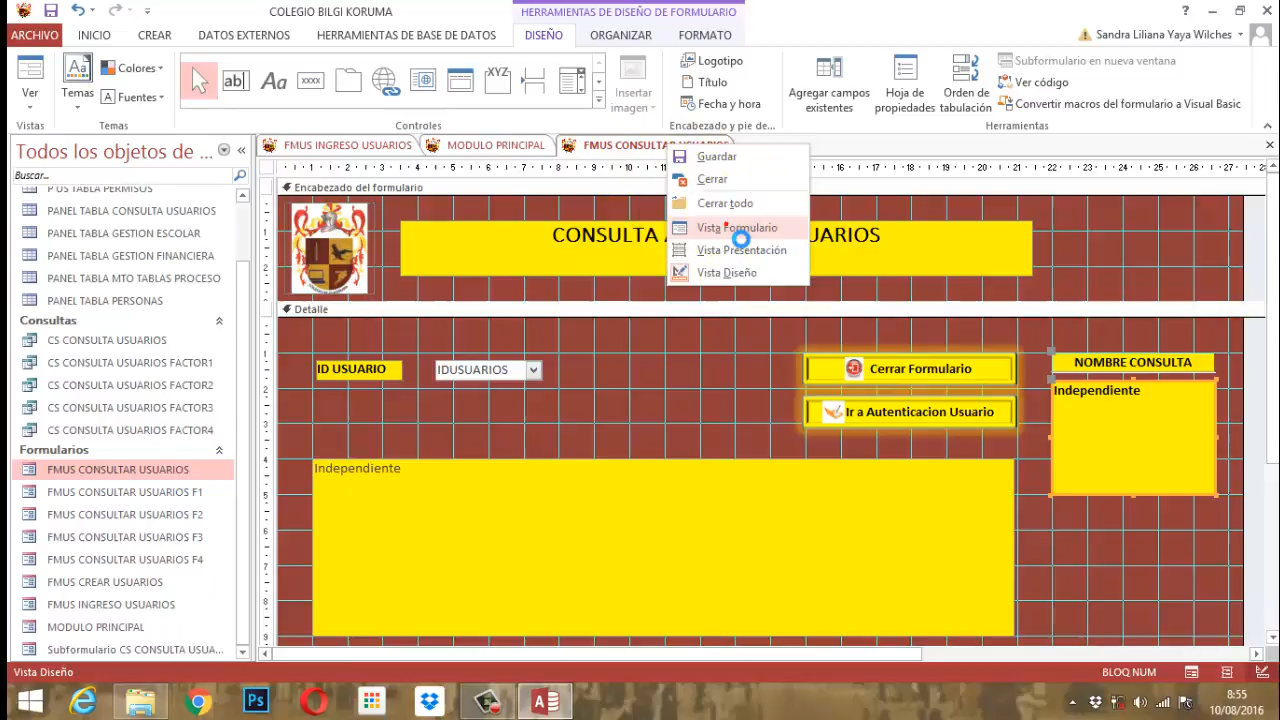 COLEGIO BILGI KORUMA
HERRAMIENTAS DE DISEÑO DE FORMULARIO
ARCHIVO INICIO CREAR DATOS EXTERNOS HERRAMIENTAS DE BASE DE DATOS DISEÑO ORGANIZAR FORMATO Sandra Liliana Yaya Wilches
Ver
Vistas
Temas
Colores
Fuentes
Temas
ab|
Aa
xxxx
XYZ
Controles
Insertar
imagen
Logotipo
Título
Fecha y hora
Encabezado y pie de...
Agregar campos
existentes
Hoja de
propiedades
Orden de
tabulación
Subformulario en nueva ventana
Ver código
Convertir macros del formulario a Visual Basic
Herramientas
Todos los objetos de ...
Buscar...
P US TABLA PERMISOS
PANEL TABLA CONSULTA USUARIOS
PANEL TABLA GESTION ESCOLAR
PANEL TABLA GESTION FINANCIERA
PANEL TABLA MTO TABLAS PROCESO
PANEL TABLA PERSONAS
Consultas
CS CONSULTA USUARIOS
CS CONSULTA USUARIOS FACTOR1
CS CONSULTA USUARIOS FACTOR2
CS CONSULTA USUARIOS FACTOR3
CS CONSULTA USUARIOS FACTOR4
Formularios
FMUS CONSULTAR USUARIOS
FMUS CONSULTAR USUARIOS F1
FMUS CONSULTAR USUARIOS F2
FMUS CONSULTAR USUARIOS F3
FMUS CONSULTAR USUARIOS F4
FMUS CREAR USUARIOS
FMUS INGRESO USUARIOS
MODULO PRINCIPAL
Subformulario CS CONSULTA USUA...
FMUS INGRESO USUARIOS MODULO PRINCIPAL FMUS CONSULTAR USUARIOS
Guardar
Cerrar
Cerrar todo
Vista Formulario
Vista Presentación
Vista Diseño
Encabezado del formulario
CONSULTA A UARIOS
Detalle
ID USUARIO IDUSUARIOS
Cerrar Formulario
Ir a Autenticacion Usuario
NOMBRE CONSULTA
Independiente
Independiente
Vista Diseño BLOQ NUM
8:55
10/08/2016